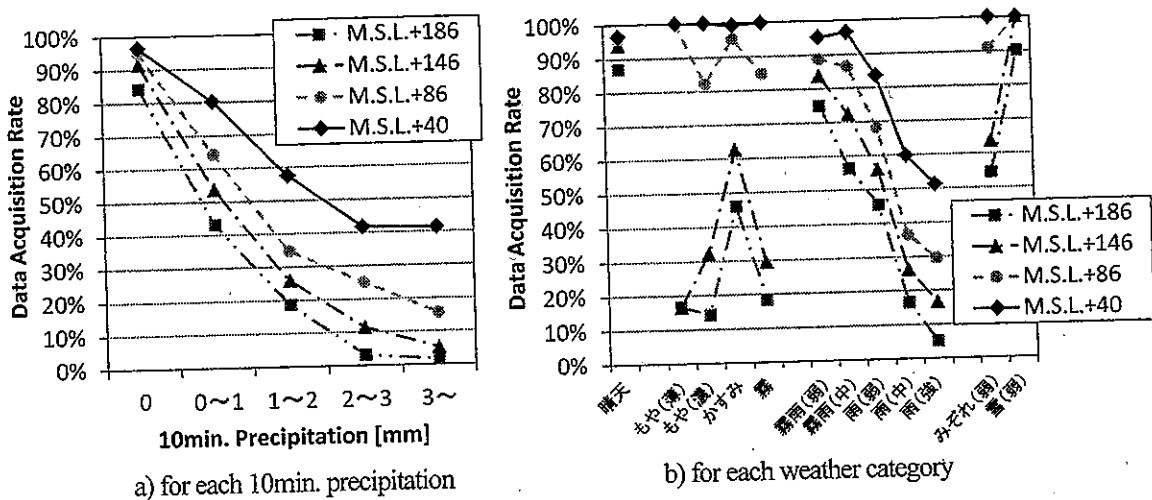 100%
90%
80%
70%
60%
50%
40%
30%
20%
10%
0%
Data Acquisition Rate
M.S.L.+186
M.S.L.+146
M.S.L.+86
M.S.L.+40
0
0～1
1～2
2～3
3～
10min. Precipitation [mm]
a) for each 10min. precipitation
100%
90%
80%
70%
60%
50%
40%
30%
20%
10%
0%
Data Acquisition Rate
M.S.L.+186
M.S.L.+146
M.S.L.+86
M.S.L.+40
晴天
もや(薄)
もや(濃)
かすみ
霧
霧雨(弱)
霧雨(中)
雨(弱)
雨(中)
雨(強)
みぞれ(弱)
雪(弱)
b) for each weather category